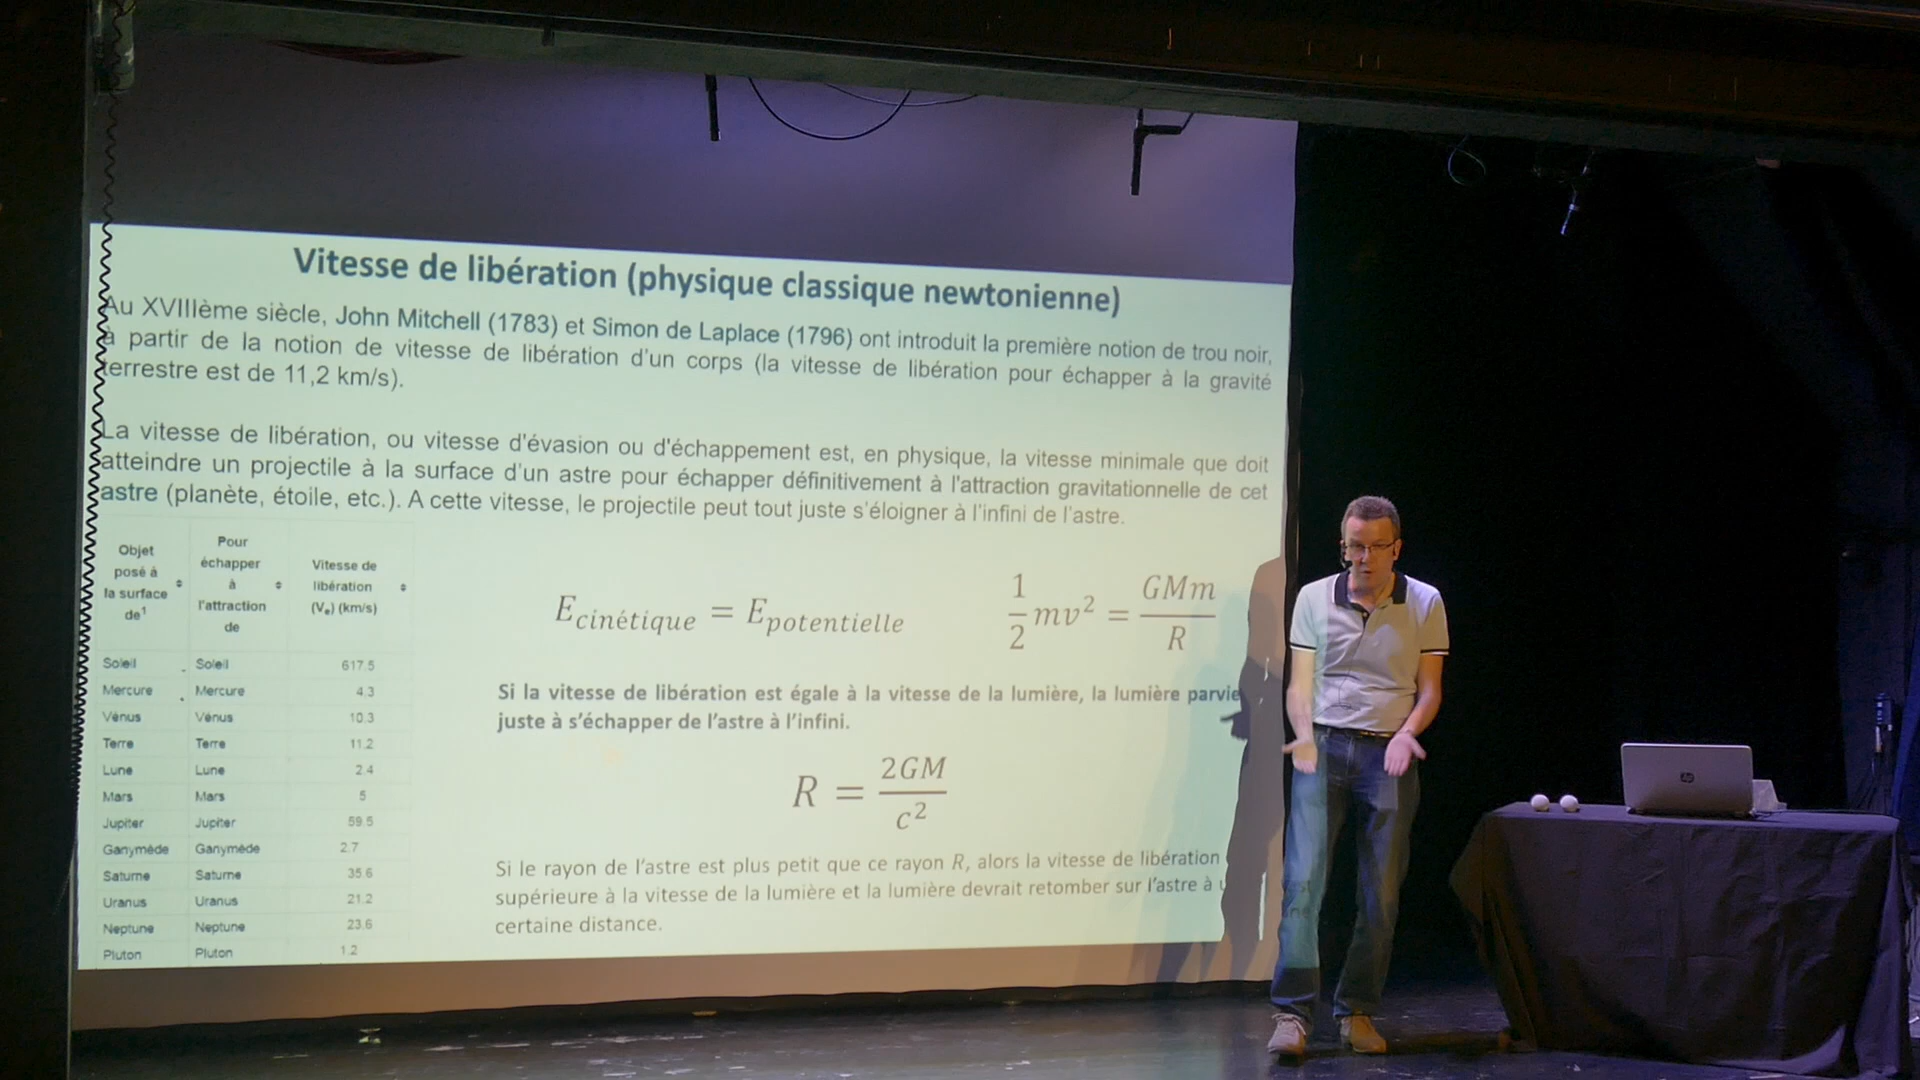 Vitesse de libération (physique classique newtonienne)
Au XVIIIème siècle, John Mitchell (1783) et Simon de Laplace (1796) ont introduit la première notion de trou noir,
à partir de la notion de vitesse de libération d'un corps (la vitesse de libération pour échapper à la gravité
terrestre est de 11,2 km/s).
La vitesse de libération, ou vitesse d'évasion ou d'échappement est, en physique, la vitesse minimale que doit
atteindre un projectile à la surface d'un astre pour échapper définitivement à l'attraction gravitationnelle de cet
astre (planète, étoile, etc.). A cette vitesse, le projectile peut tout juste s'éloigner à l'infini de l'astre.
Objet posé à la surface de¹ Pour échapper à l'attraction de Vitesse de libération (Vₑ) (km/s)
Soleil Soleil 617.5
Mercure Mercure 4.3
Vénus Vénus 10.3
Terre Terre 11.2
Lune Lune 2.4
Mars Mars 5
Jupiter Jupiter 59.5
Ganymède Ganymède 2.7
Saturne Saturne 35.6
Uranus Uranus 21.2
Neptune Neptune 23.6
Pluton Pluton 1.2
E cinétique = E potentielle
1/2 mv² = GMm/R
Si la vitesse de libération est égale à la vitesse de la lumière, la lumière parvie
juste à s'échapper de l'astre à l'infini.
R = 2GM/c²
Si le rayon de l'astre est plus petit que ce rayon R, alors la vitesse de libération
supérieure à la vitesse de la lumière et la lumière devrait retomber sur l'astre à
certaine distance.
hp